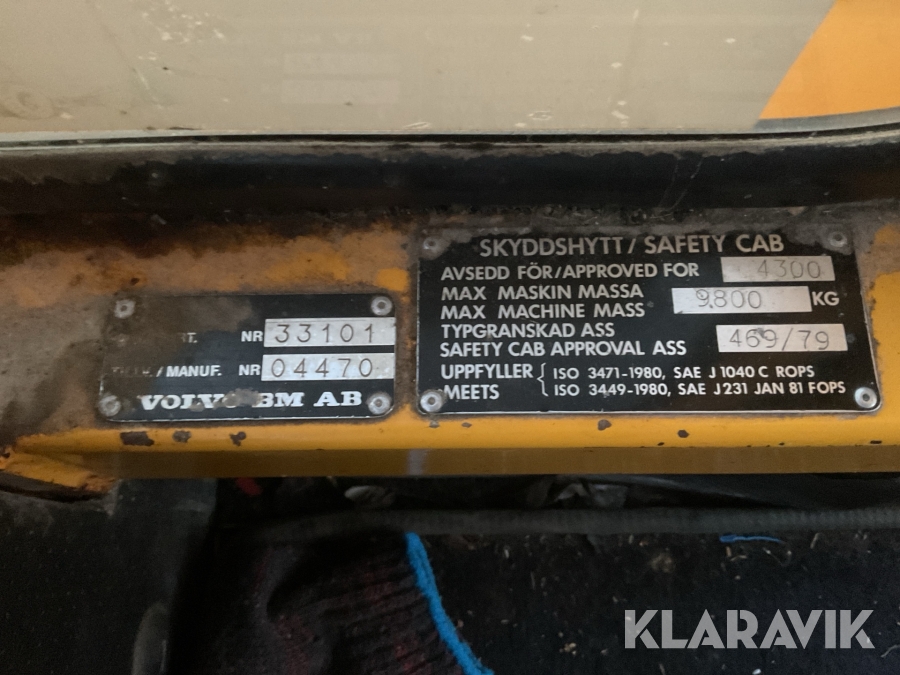 SKYDDSHYTT/ SAFETY CAB
AVSEDD FÖR/APPROVED FOR 4300
MAX MASKIN MASSA
MAX MACHINE MASS 9800 KG
TYPGRANSKAD ASS
SAFETY CAB APPROVAL ASS 469/79
UPPFYLLER
MEETS
ISO 3471-1980, SAE J1040 C ROPS
ISO 3449-1980, SAE J231 JAN 81 FOPS
NR 33101
/ MANUF. NR 04470
VOLVO BM AB
KLARAVIK